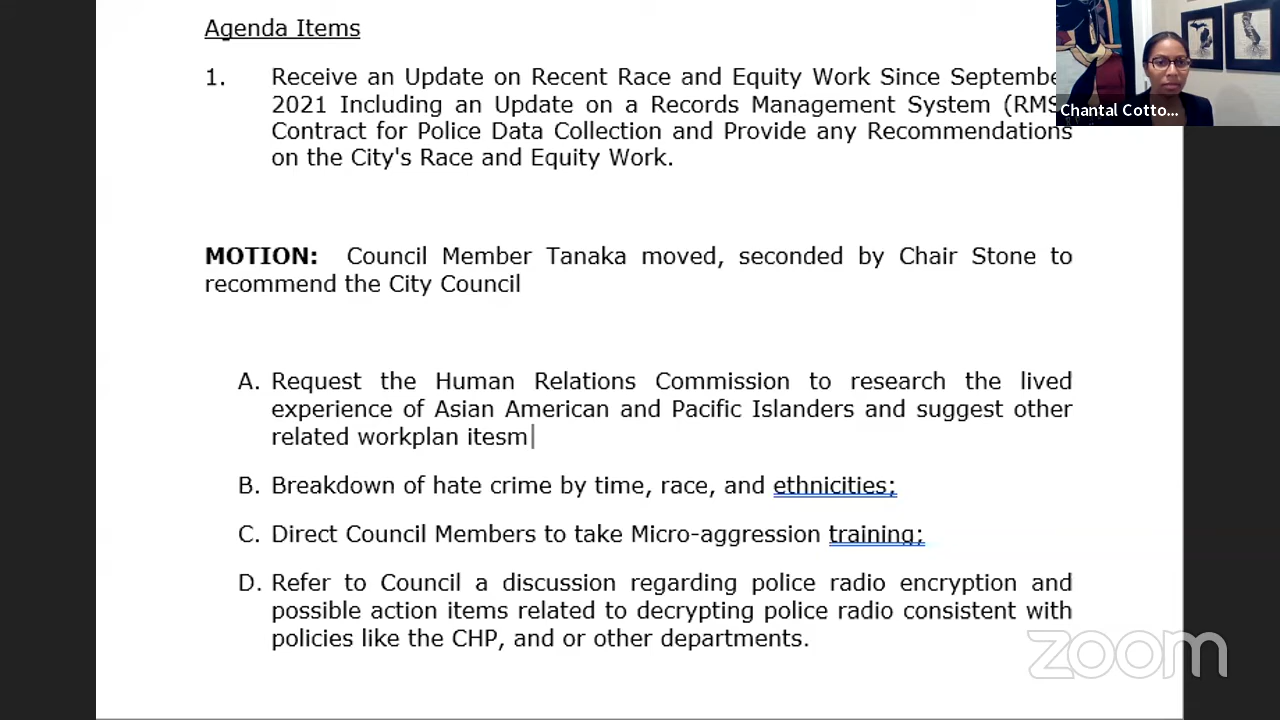 Agenda Items
1. Receive an Update on Recent Race and Equity Work Since Septembe
2021 Including an Update on a Records Management System (RMS
Contract for Police Data Collection and Provide any Recommendations
on the City's Race and Equity Work.
Chantal Cotto...
MOTION: Council Member Tanaka moved, seconded by Chair Stone to
recommend the City Council
A. Request the Human Relations Commission to research the lived
experience of Asian American and Pacific Islanders and suggest other
related workplan itesm
B. Breakdown of hate crime by time, race, and ethnicities;
C. Direct Council Members to take Micro-aggression training;
D. Refer to Council a discussion regarding police radio encryption and
possible action items related to decrypting police radio consistent with
policies like the CHP, and or other departments.
zoom